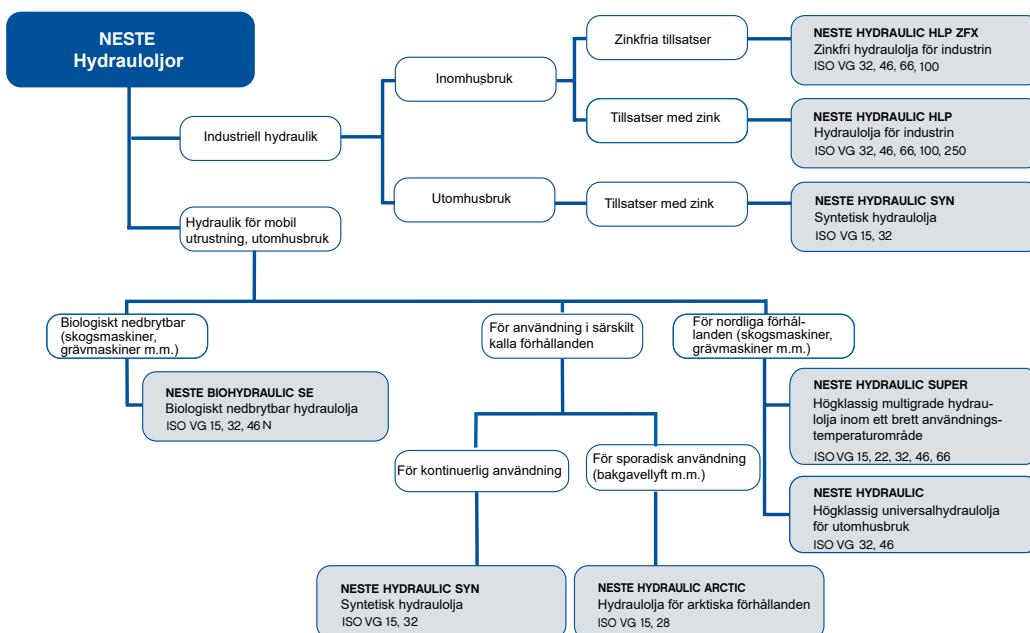 NESTE
Hydrauloljor
Zinkfria tillsatser
NESTE HYDRAULIC HLP ZFX
Zinkfri hydraulolja för industrin
ISO VG 32, 46, 66, 100
Inomhusbruk
Industriell hydraulik
Tillsatser med zink
NESTE HYDRAULIC HLP
Hydraulolja för industrin
ISO VG 32, 46, 66, 100, 250
Utomhusbruk
Tillsatser med zink
NESTE HYDRAULIC SYN
Syntetisk hydraulolja
ISO VG 15, 32
Hydraulik för mobil
utrustning, utomhusbruk
Biologiskt nedbrytbar
(skogsmaskiner,
grävmaskiner m.m.)
För användning i särskilt
kalla förhållanden
För nordliga förhål-
landen (skogsmaskiner,
grävmaskiner m.m.)
NESTE BIOHYDRAULIC SE
Biologiskt nedbrytbar hydraulolja
ISO VG 15, 32, 46 N
NESTE HYDRAULIC SUPER
Högklassig multigrade hydrau-
lolja inom ett brett användnings-
temperaturområde
ISO VG 15, 22, 32, 46, 66
För kontinuerlig användning
För sporadisk användning
(bakgavellyft m.m.)
NESTE HYDRAULIC
Högklassig universalhydraulolja
för utomhusbruk
ISO VG 32, 46
NESTE HYDRAULIC SYN
Syntetisk hydraulolja
ISO VG 15, 32
NESTE HYDRAULIC ARCTIC
Hydraulolja för arktiska förhållanden
ISO VG 15, 28